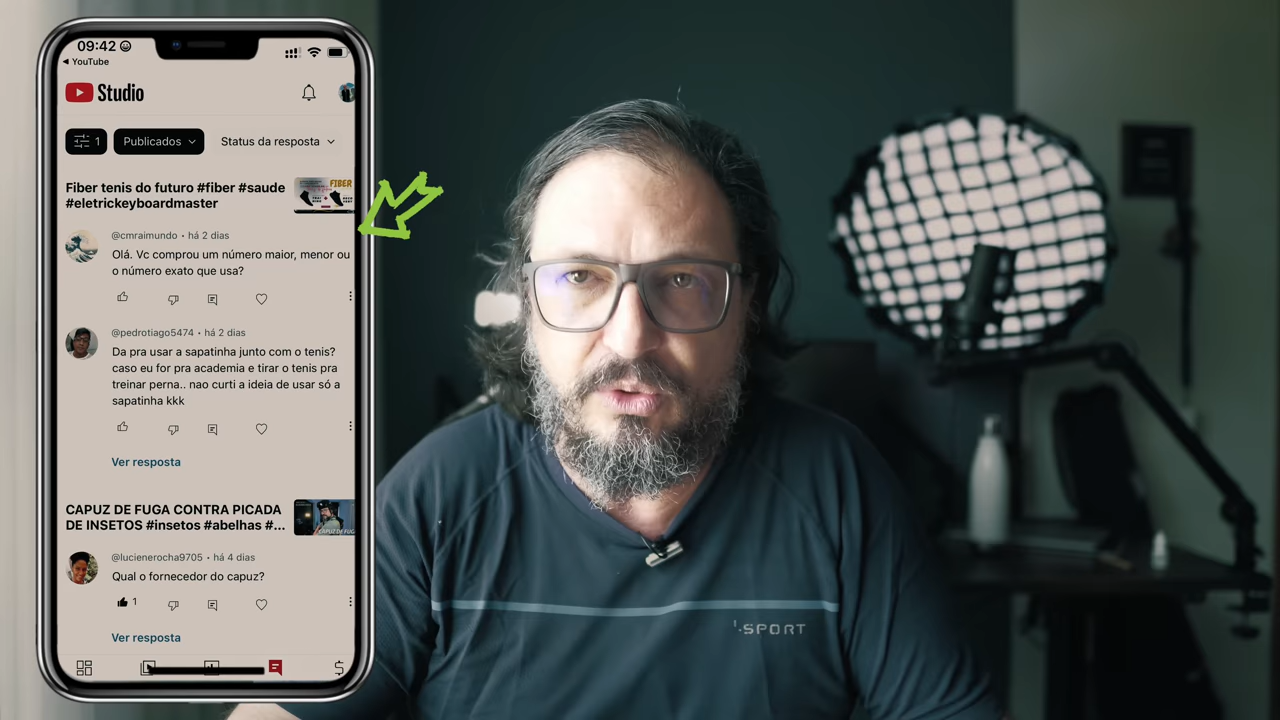 09:42
YouTube
Studio
1
Publicados
Status da resposta
Fiber tenis do futuro #fiber #saude
#eletrickeyboardmaster
FIBER
@cmraimundo • há 2 dias
Olá. Vc comprou um número maior, menor ou
o número exato que usa?
@pedrotiago5474 • há 2 dias
Da pra usar a sapatinha junto com o tenis?
caso eu for pra academia e tirar o tenis pra
treinar perna.. nao curti a ideia de usar só a
sapatinha kkk
Ver resposta
CAPUZ DE FUGA CONTRA PICADA
DE INSETOS #insetos #abelhas #...
CAPUZ DE FUG
@lucienerocha9705 • há 4 dias
Qual o fornecedor do capuz?
1
Ver resposta
SPORT